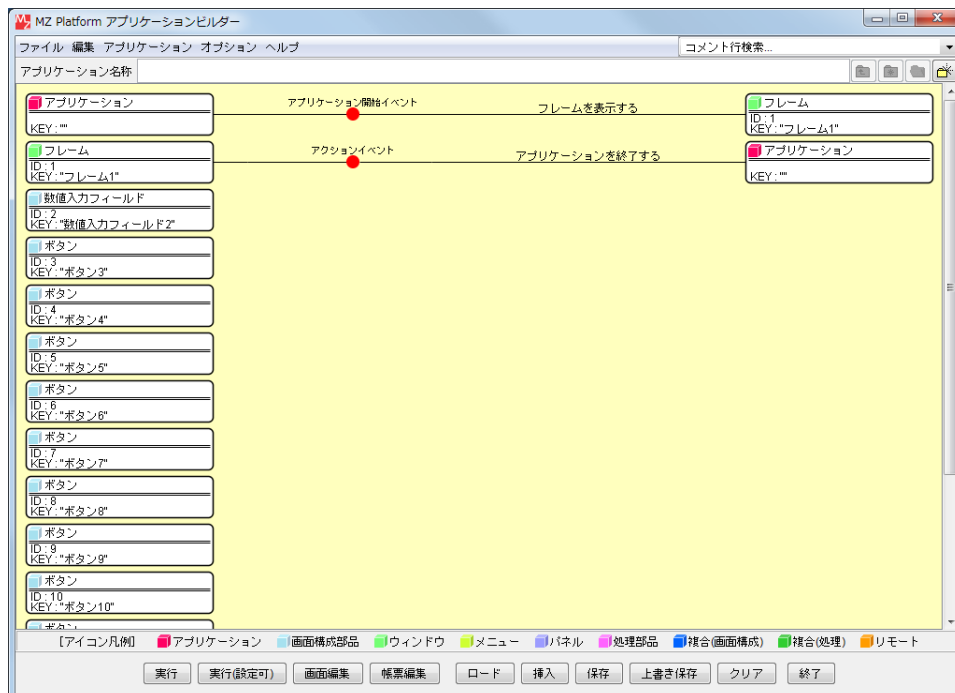 MZ Platform アプリケーションビルダー
ファイル 編集 アプリケーション オプション ヘルプ
コメント行検索...
アプリケーション名称
アプリケーション
KEY:""
アプリケーション開始イベント
フレームを表示する
フレーム
ID:1
KEY:"フレーム1"
フレーム
ID:1
KEY:"フレーム1"
アクションイベント
アプリケーションを終了する
アプリケーション
KEY:""
数値入力フィールド
ID:2
KEY:"数値入力フィールド2"
ボタン
ID:3
KEY:"ボタン3"
ボタン
ID:4
KEY:"ボタン4"
ボタン
ID:5
KEY:"ボタン5"
ボタン
ID:6
KEY:"ボタン6"
ボタン
ID:7
KEY:"ボタン7"
ボタン
ID:8
KEY:"ボタン8"
ボタン
ID:9
KEY:"ボタン9"
ボタン
ID:10
KEY:"ボタン10"
[アイコン凡例] アプリケーション 画面構成部品 ウィンドウ メニュー パネル 処理部品 複合(画面構成) 複合(処理) リモート
実行 実行(設定可) 画面編集 帳票編集 ロード 挿入 保存 上書き保存 クリア 終了